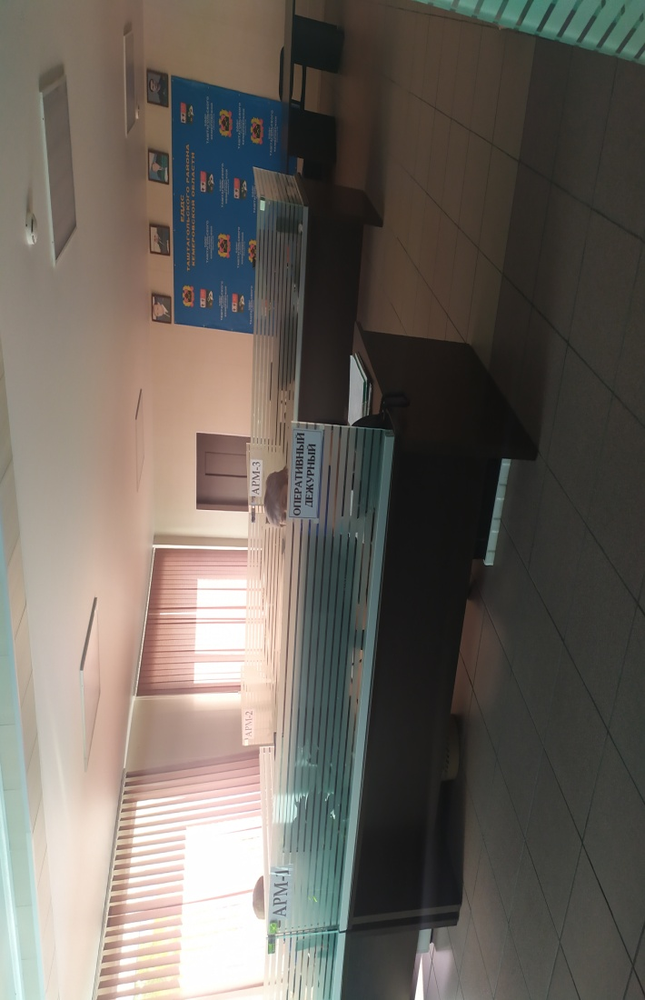 ЕДДС
ТАШТАГОЛЬСКОГО РАЙОНА
КЕМЕРОВСКОЙ ОБЛАСТИ
АРМ-3
ОПЕРАТИВНЫЙ
ДЕЖУРНЫЙ
АРМ-2
АРМ-1